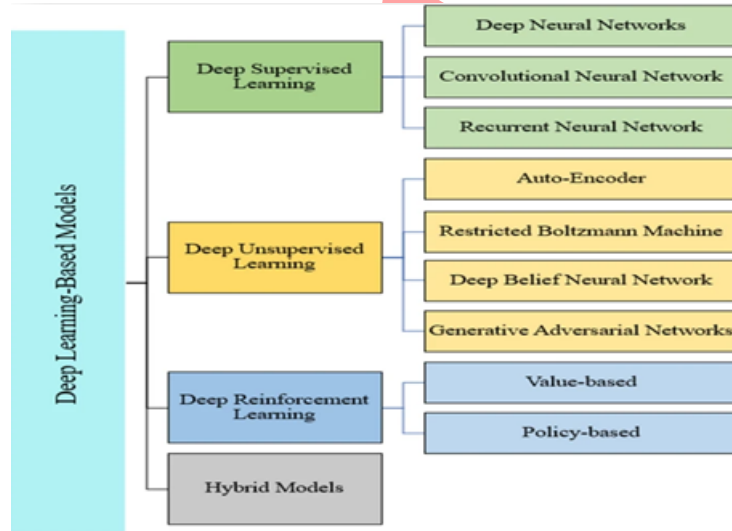 Deep Learning-Based Models
Deep Supervised
Learning
Deep Neural Networks
Convolutional Neural Network
Recurrent Neural Network
Deep Unsupervised
Learning
Auto-Encoder
Restricted Boltzmann Machine
Deep Belief Neural Network
Generative Adversarial Networks
Deep Reinforcement
Learning
Value-based
Policy-based
Hybrid Models